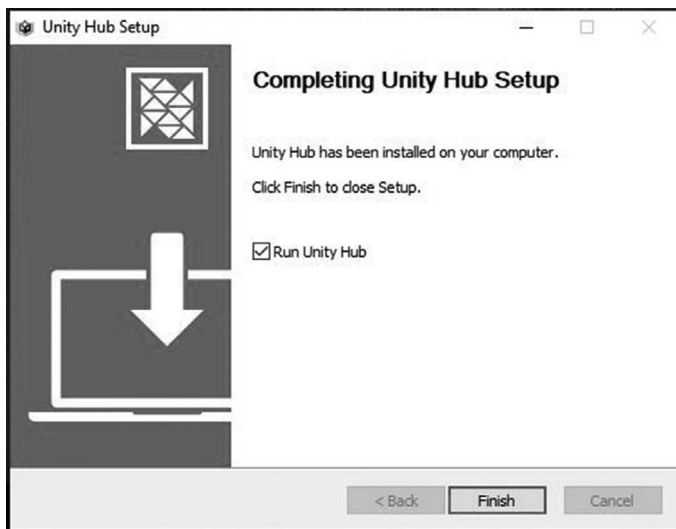 Unity Hub Setup
Completing Unity Hub Setup
Unity Hub has been installed on your computer.
Click Finish to close Setup.
Run Unity Hub
< Back Finish Cancel